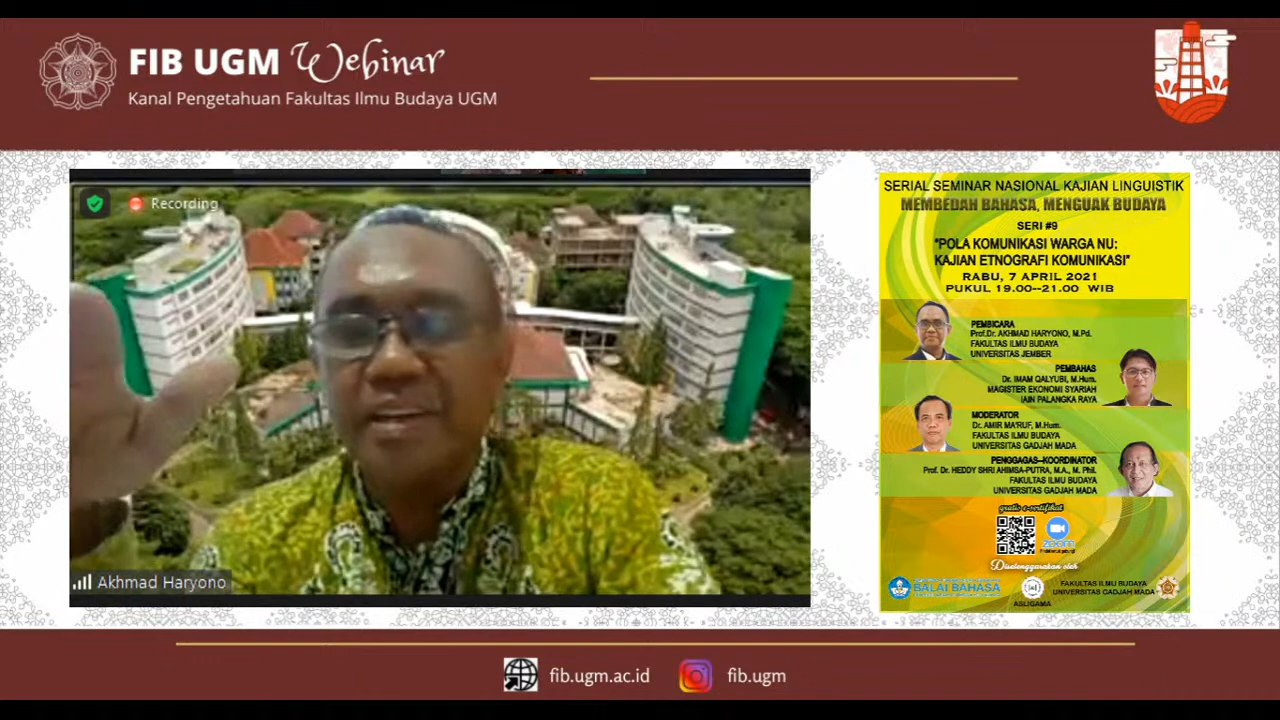 FIB UGM Webinar
Kanal Pengetahuan Fakultas Ilmu Budaya UGM
Recording
Akhmad Haryono
SERIAL SEMINAR NASIONAL KAJIAN LINGUISTIK
MEMBEDAH BAHASA, MENGUAK BUDAYA
SERI #9
"POLA KOMUNIKASI WARGA NU:
KAJIAN ETNOGRAFI KOMUNIKASI"
RABU, 7 APRIL 2021
PUKUL 19.00--21.00 WIB
PEMBICARA
Prof.Dr. AKHMAD HARYONO, M.Pd.
FAKULTAS ILMU BUDAYA
UNIVERSITAS JEMBER
PEMBAHAS
Dr. IMAM QALYUBI, M.Hum.
MAGISTER EKONOMI SYARIAH
IAIN PALANGKA RAYA
MODERATOR
Dr. AMIR MA'RUF, M.Hum.
FAKULTAS ILMU BUDAYA
UNIVERSITAS GADJAH MADA
PENGGAGAS--KOORDINATOR
Prof. Dr. HEDDY SHRI AHIMSA-PUTRA, M.A., M. Phil.
FAKULTAS ILMU BUDAYA
UNIVERSITAS GADJAH MADA
gratis e-sertifikat
zoom
Diselenggarakan oleh
BALAI BAHASA
ASLIGAMA
FAKULTAS ILMU BUDAYA
UNIVERSITAS GADJAH MADA
fib.ugm.ac.id
fib.ugm